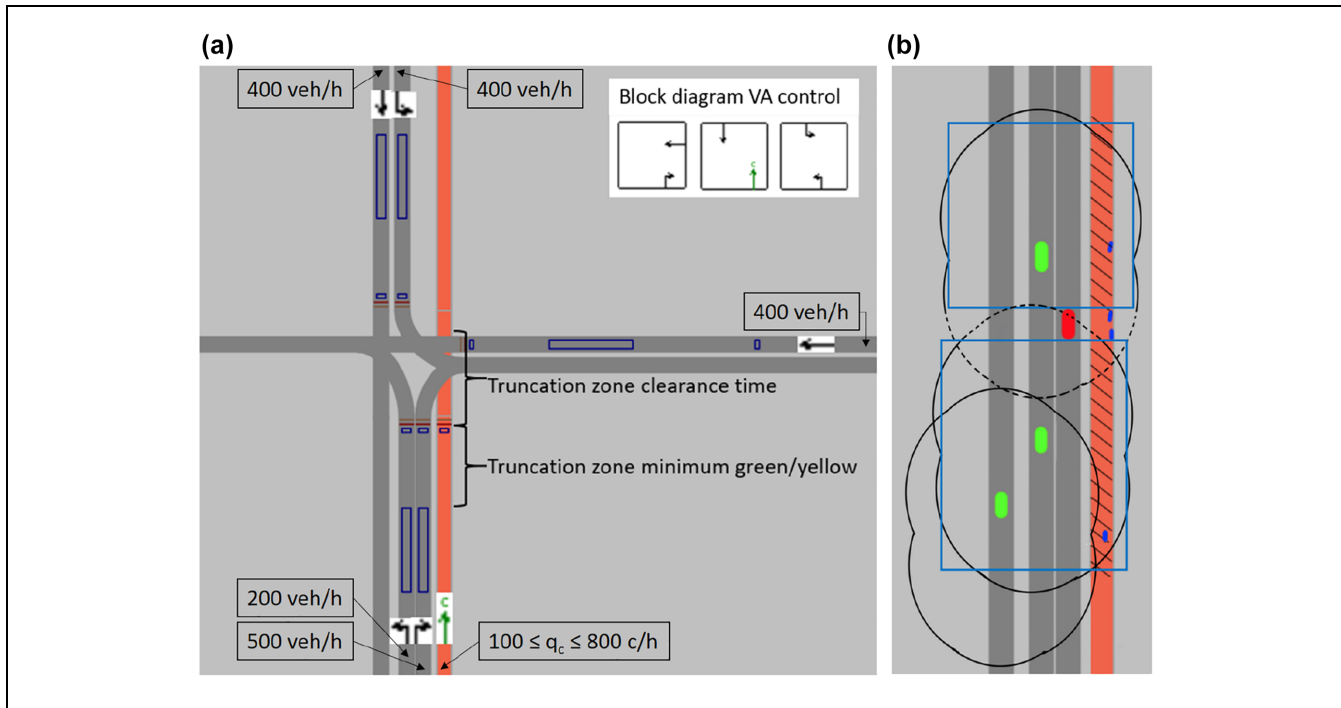 (a)
(b)
400 veh/h
400 veh/h
Block diagram VA control
C
400 veh/h
Truncation zone clearance time
Truncation zone minimum green/yellow
200 veh/h
C
500 veh/h
100 ≤ qc ≤ 800 c/h